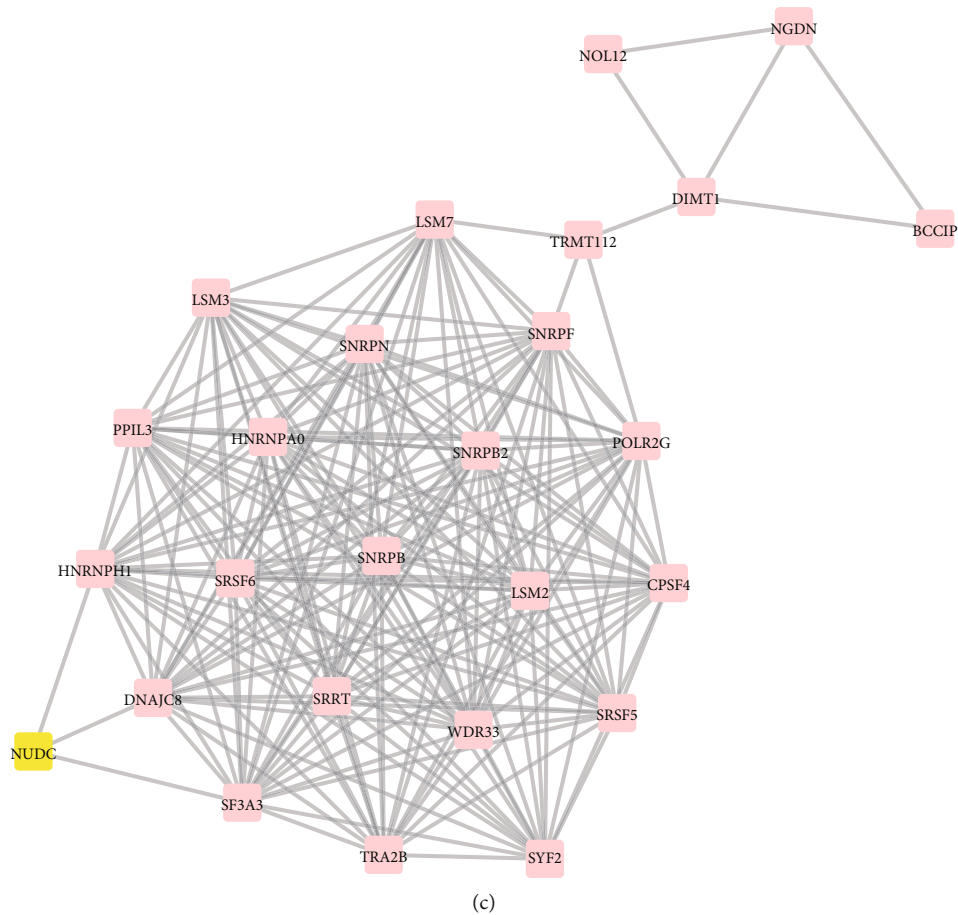 NGDN
NOL12
DIMT1
BCCIP
LSM7
TRMT112
LSM3
SNRPN
SNRPF
PPIL3
HNRNPA0
SNRPB2
POLR2G
HNRNPH1
SRSF6
SNRPB
LSM2
CPSF4
DNAJC8
SRRT
WDR33
SRSF5
NUDC
SF3A3
TRA2B
SYF2
(c)